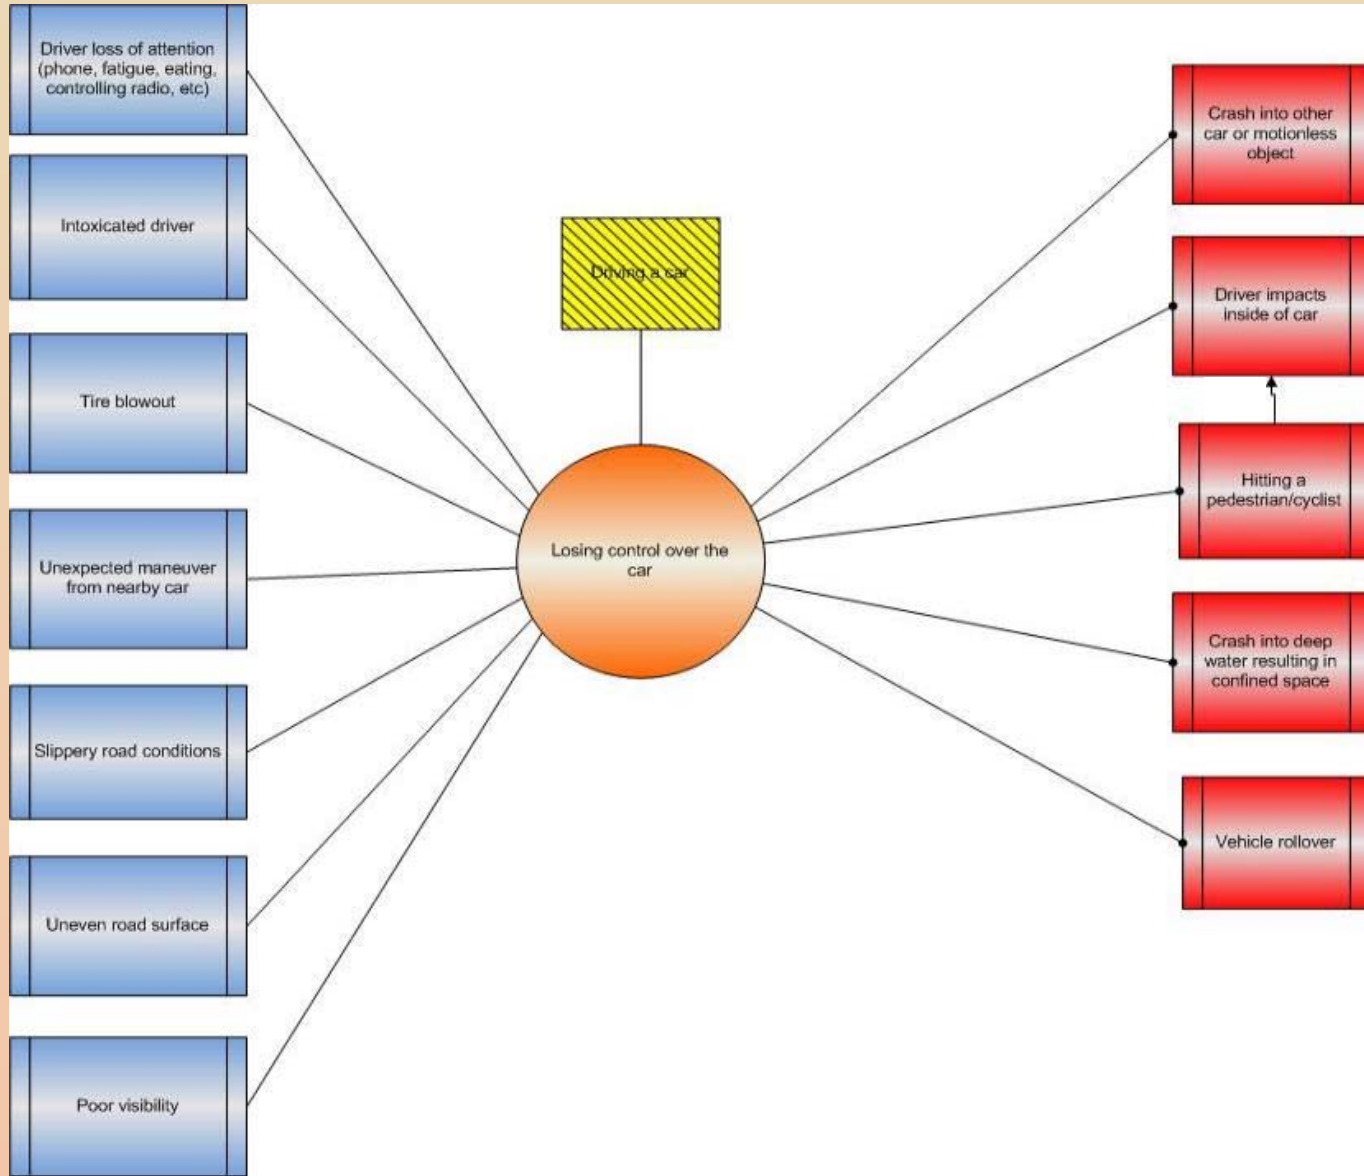 Driver loss of attention
(phone, fatigue, eating,
controlling radio, etc)
Intoxicated driver
Tire blowout
Unexpected maneuver
from nearby car
Slippery road conditions
Uneven road surface
Poor visibility
Driving a car
Losing control over the
car
Crash into other
car or motionless
object
Driver impacts
inside of car
Hitting a
pedestrian/cyclist
Crash into deep
water resulting in
confined space
Vehicle rollover